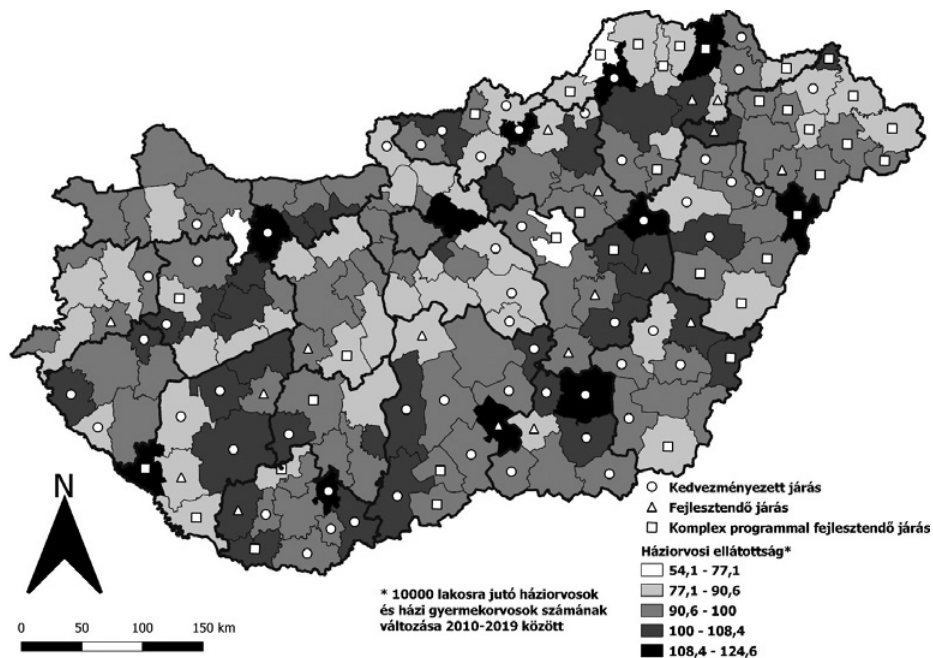 N
0 50 100 150 km
* 10000 lakosra jutó háziorvosok
és házi gyermekorvosok számának
változása 2010-2019 között
Kedvezményezett járás
Fejlesztendő járás
Komplex programmal fejlesztendő járás
Háziorvosi ellátottság*
54,1 - 77,1
77,1 - 90,6
90,6 - 100
100 - 108,4
108,4 - 124,6